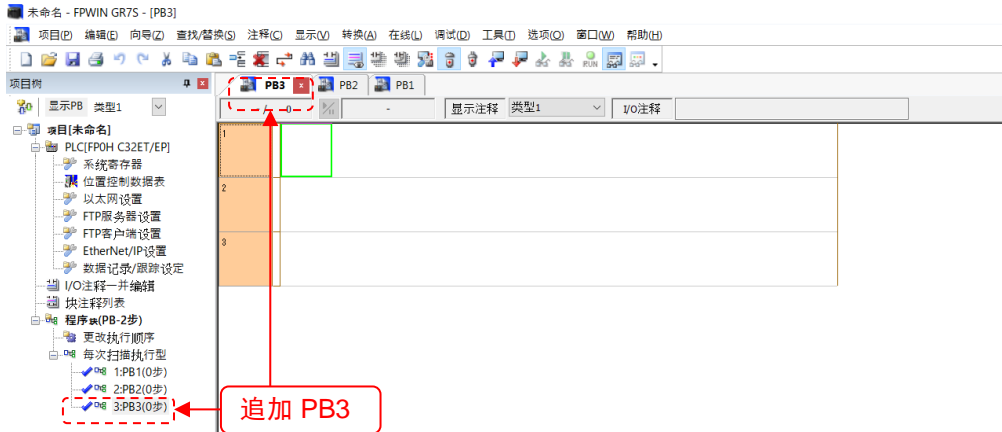 未命名 - FPWIN GR7S - [PB3]
项目(P) 编辑(E) 向导(Z) 查找/替换(S) 注释(C) 显示(V) 转换(A) 在线(L) 调试(D) 工具(T) 选项(O) 窗口(W) 帮助(H)
项目树
PB3 PB2 PB1
显示PB 类型1
- / 0 - 显示注释 类型1 I/O注释
项目[未命名]
PLC[FP0H C32ET/EP]
系统寄存器
位置控制数据表
以太网设置
FTP服务器设置
FTP客户端设置
EtherNet/IP设置
数据记录/跟踪设定
I/O注释一并编辑
块注释列表
程序块(PB-2步)
更改执行顺序
每次扫描执行型
1:PB1(0步)
2:PB2(0步)
3:PB3(0步)
1
2
3
追加 PB3